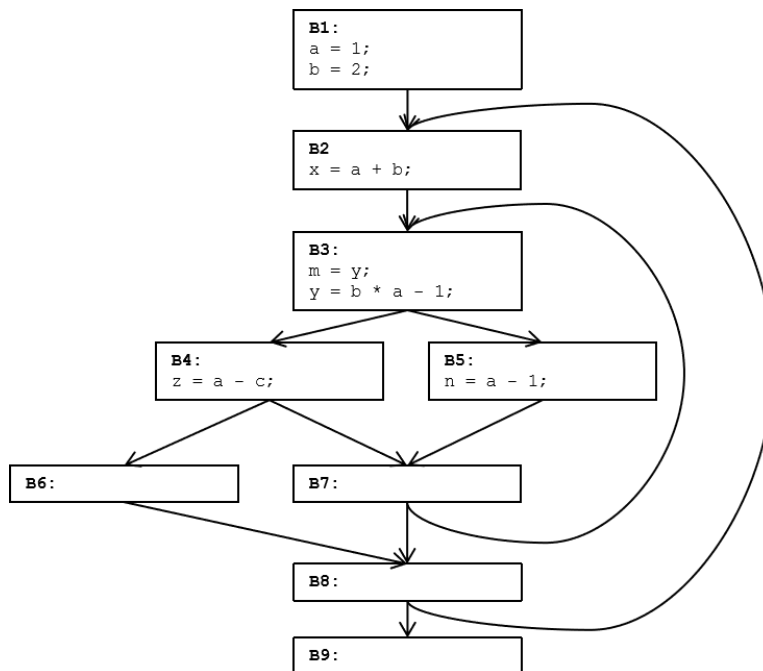 B1:
a = 1;
b = 2;
B2
x = a + b;
B3:
m = y;
y = b * a - 1;
B4:
z = a - c;
B5:
n = a - 1;
B6:
B7:
B8:
B9: